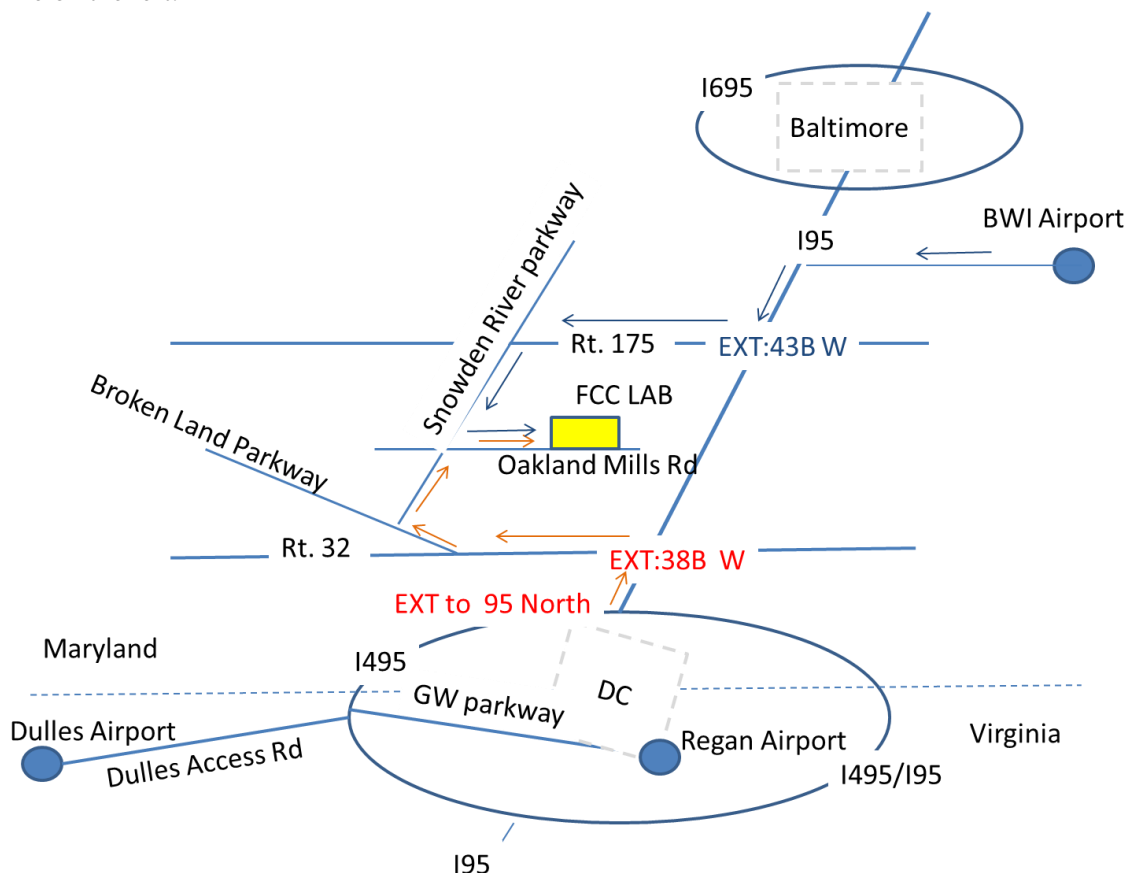 I695
Baltimore
BWI Airport
I95
Snowden River parkway
Rt. 175
EXT:43B W
FCC LAB
Broken Land Parkway
Oakland Mills Rd
Rt. 32
EXT:38B W
EXT to 95 North
Maryland
I495
DC
GW parkway
Dulles Airport
Regan Airport
Virginia
Dulles Access Rd
I495/I95
I95